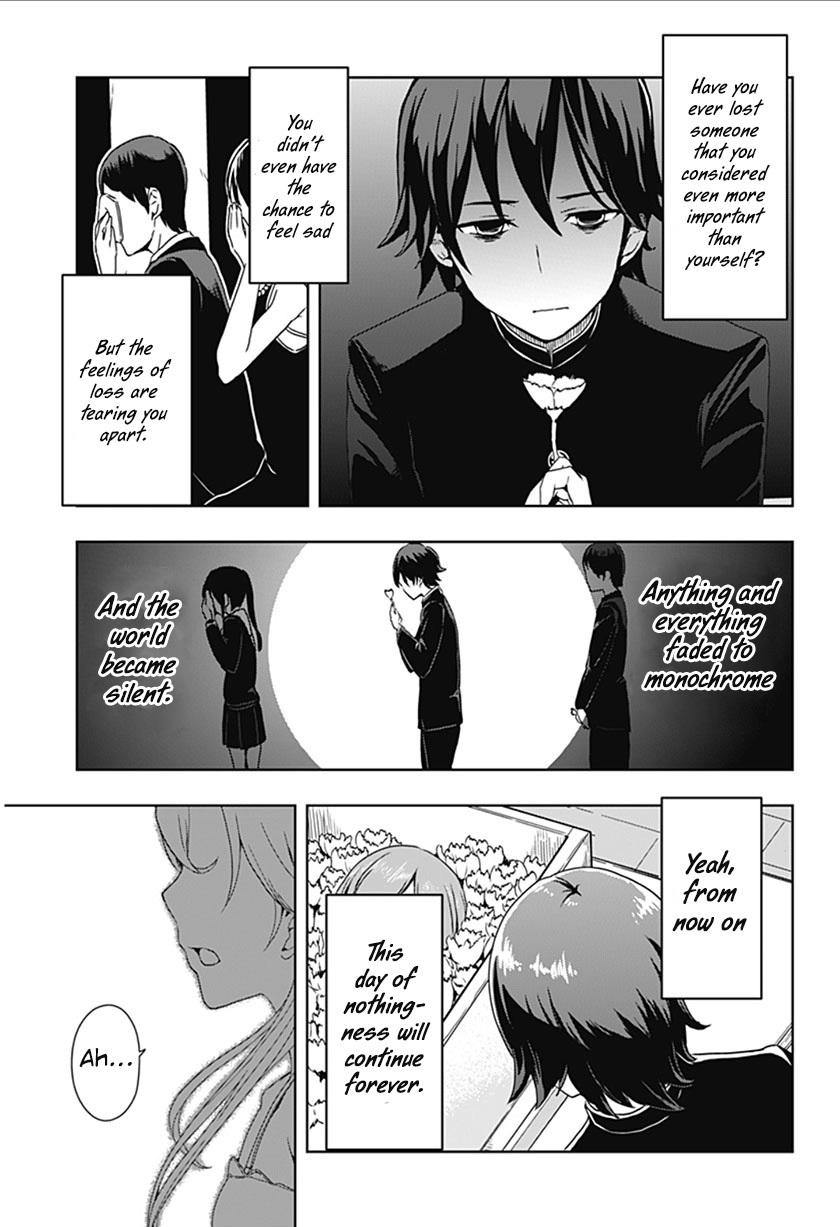 Have you
ever lost
someone
that you
considered
even more
important
than
yourself?
You
didn't
even have
the
chance to
feel sad
But the
feelings of
loss are
tearing you
apart.
Anything and
everything
faded to
monochrome
And the
world
became
silent.
Yeah,
from
now on
This
day of
nothing-
ness will
continue
forever.
Ah...